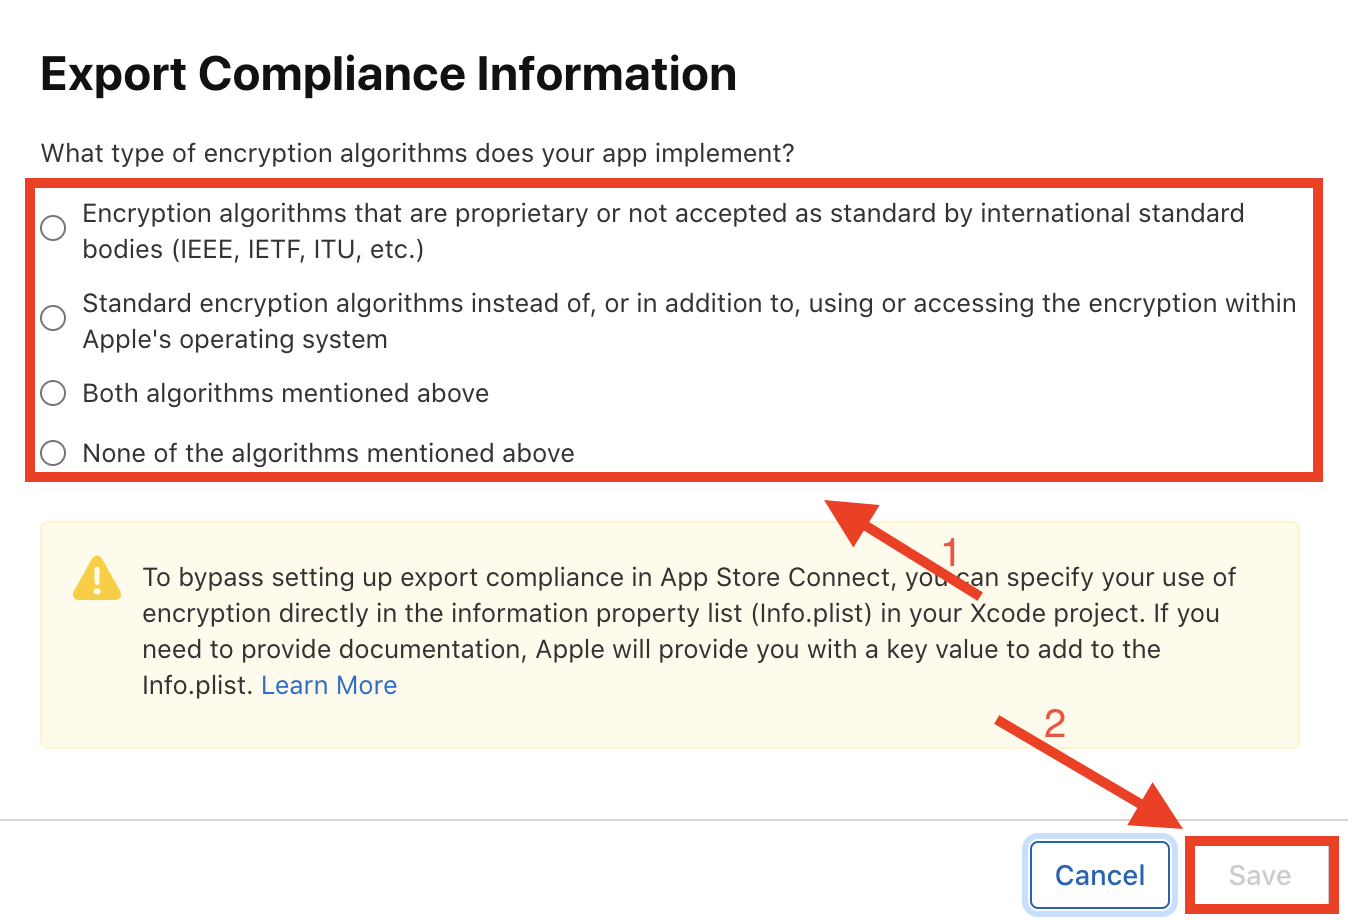 Export Compliance Information
What type of encryption algorithms does your app implement?
Encryption algorithms that are proprietary or not accepted as standard by international standard
bodies (IEEE, IETF, ITU, etc.)
Standard encryption algorithms instead of, or in addition to, using or accessing the encryption within
Apple's operating system
Both algorithms mentioned above
None of the algorithms mentioned above
1
To bypass setting up export compliance in App Store Connect, you can specify your use of
encryption directly in the information property list (Info.plist) in your Xcode project. If you
need to provide documentation, Apple will provide you with a key value to add to the
Info.plist. Learn More
2
Cancel Save